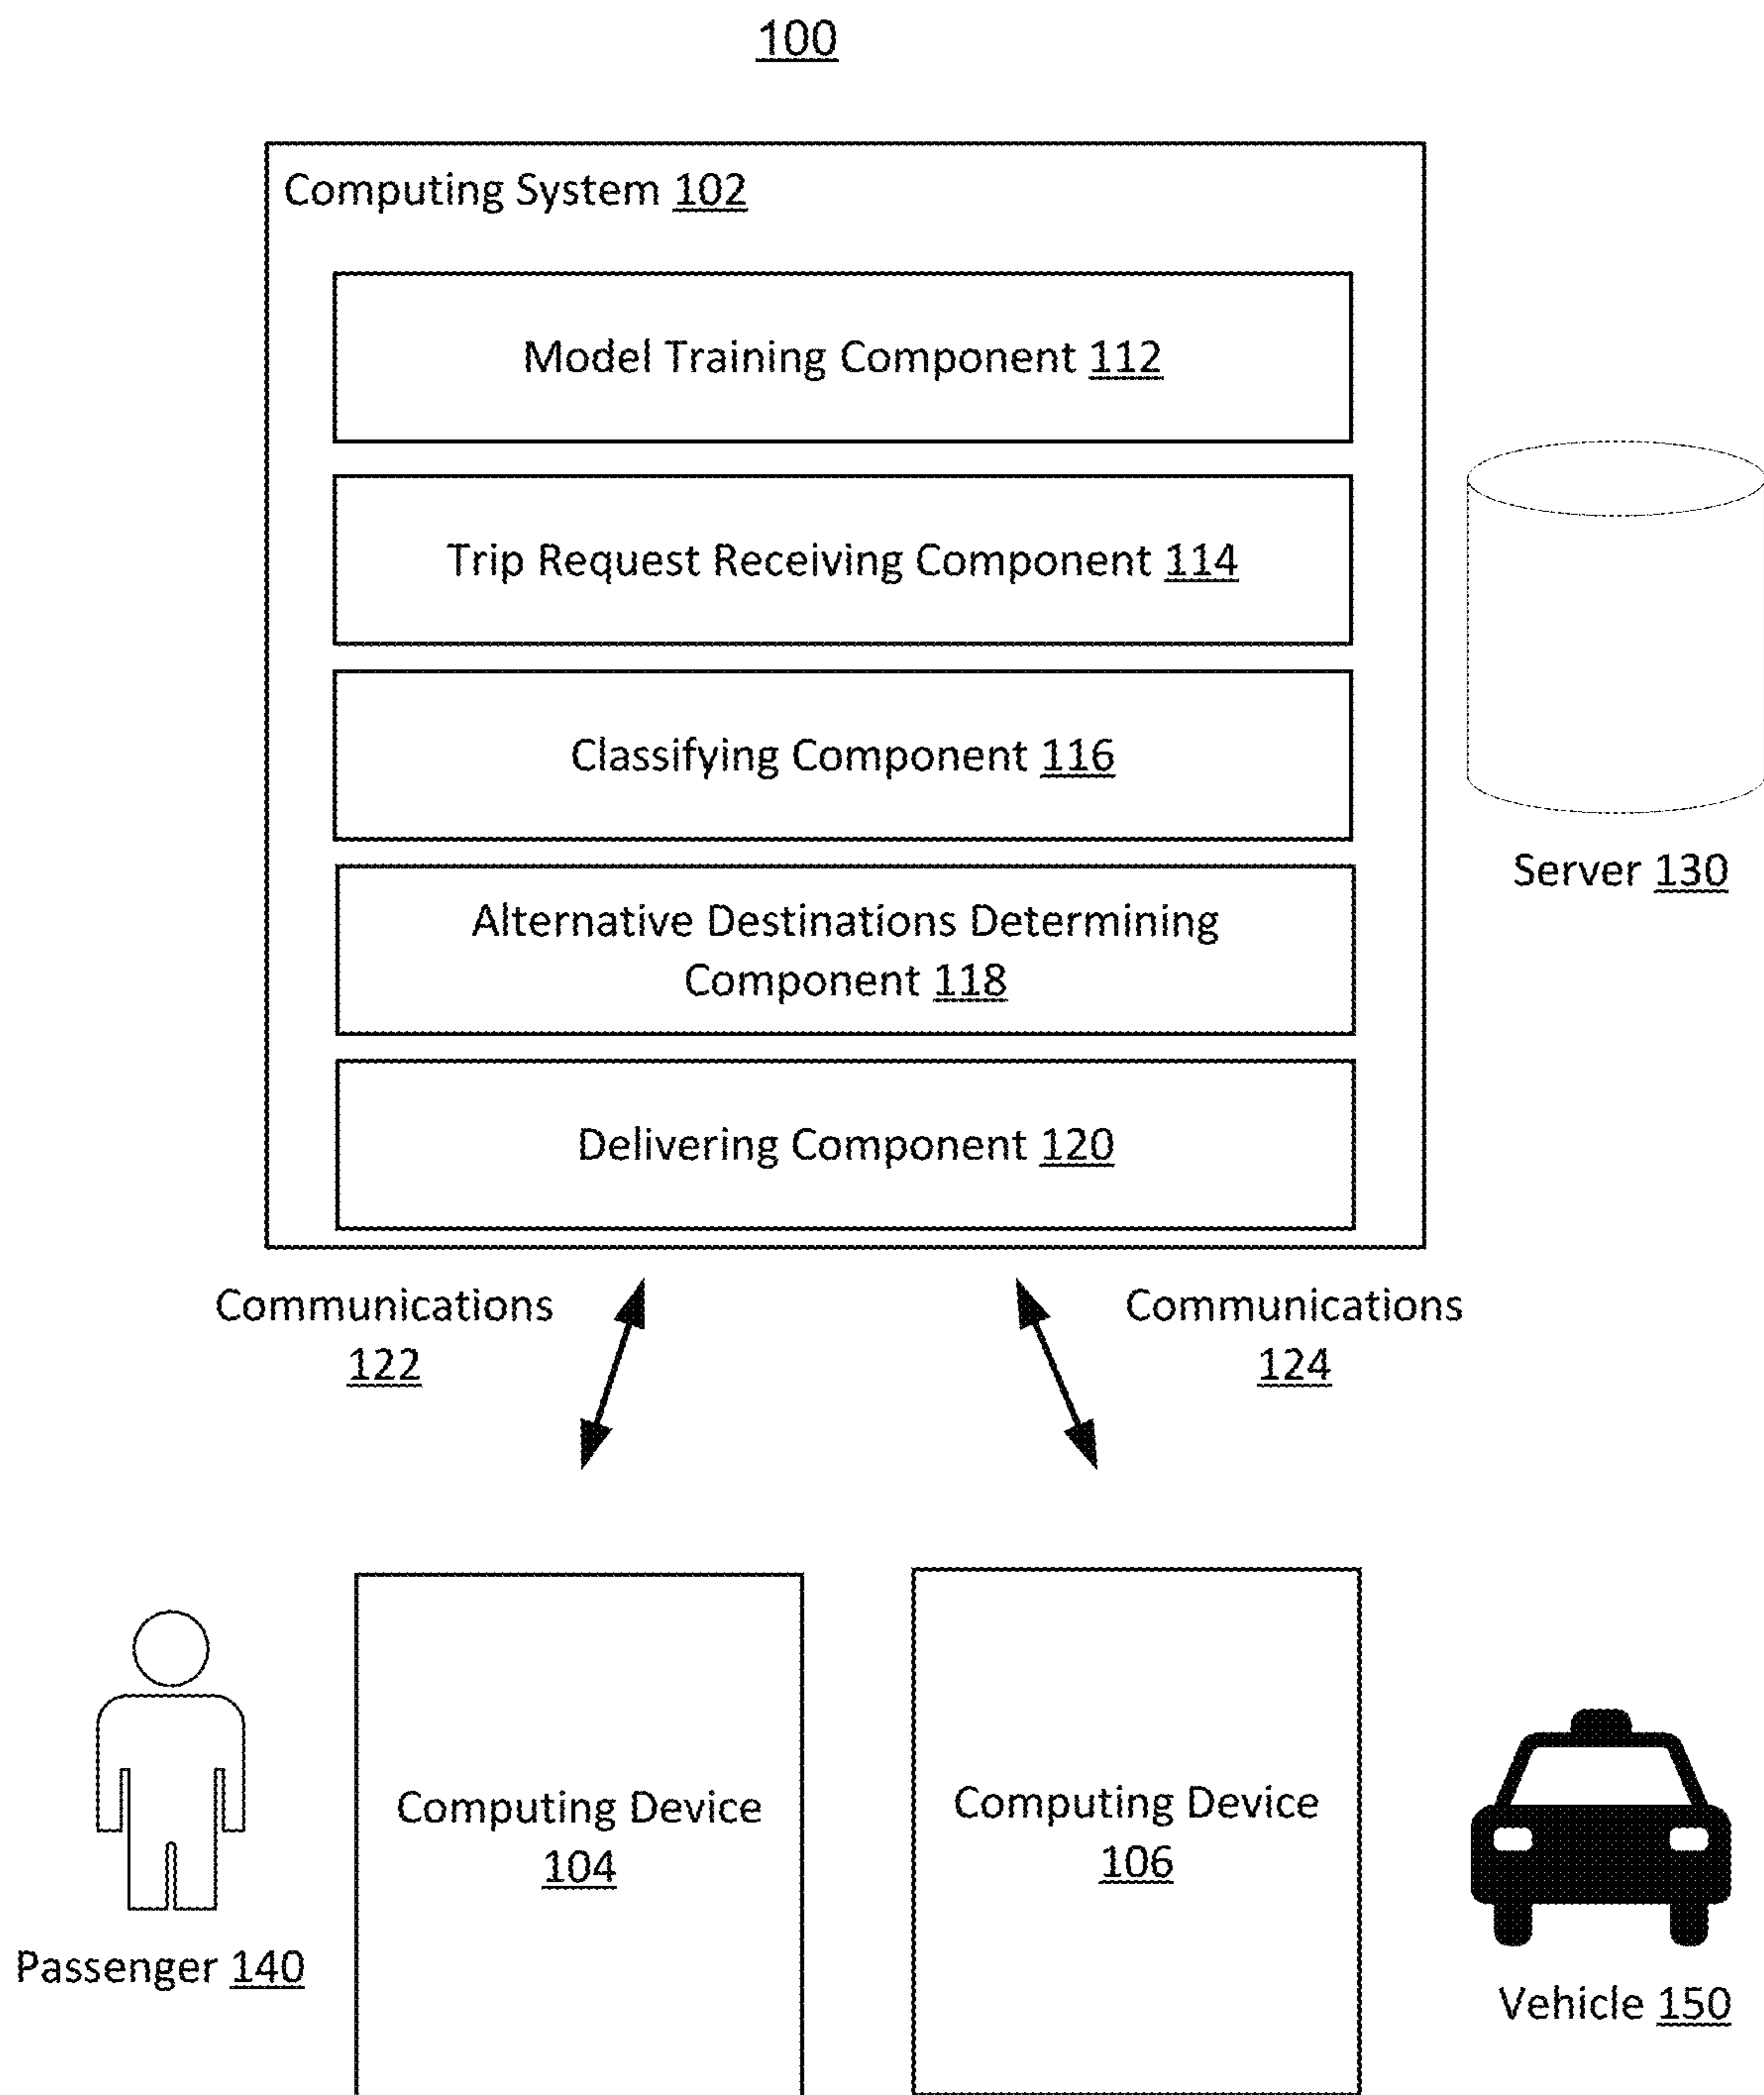 100
Computing System 102
Model Training Component 112
Trip Request Receiving Component 114
Classifying Component 116
Server 130
Alternative Destinations Determining
Component 118
Delivering Component 120
Communications
122
Communications
124
Computing Device
104
Computing Device
106
Passenger 140
Vehicle 150